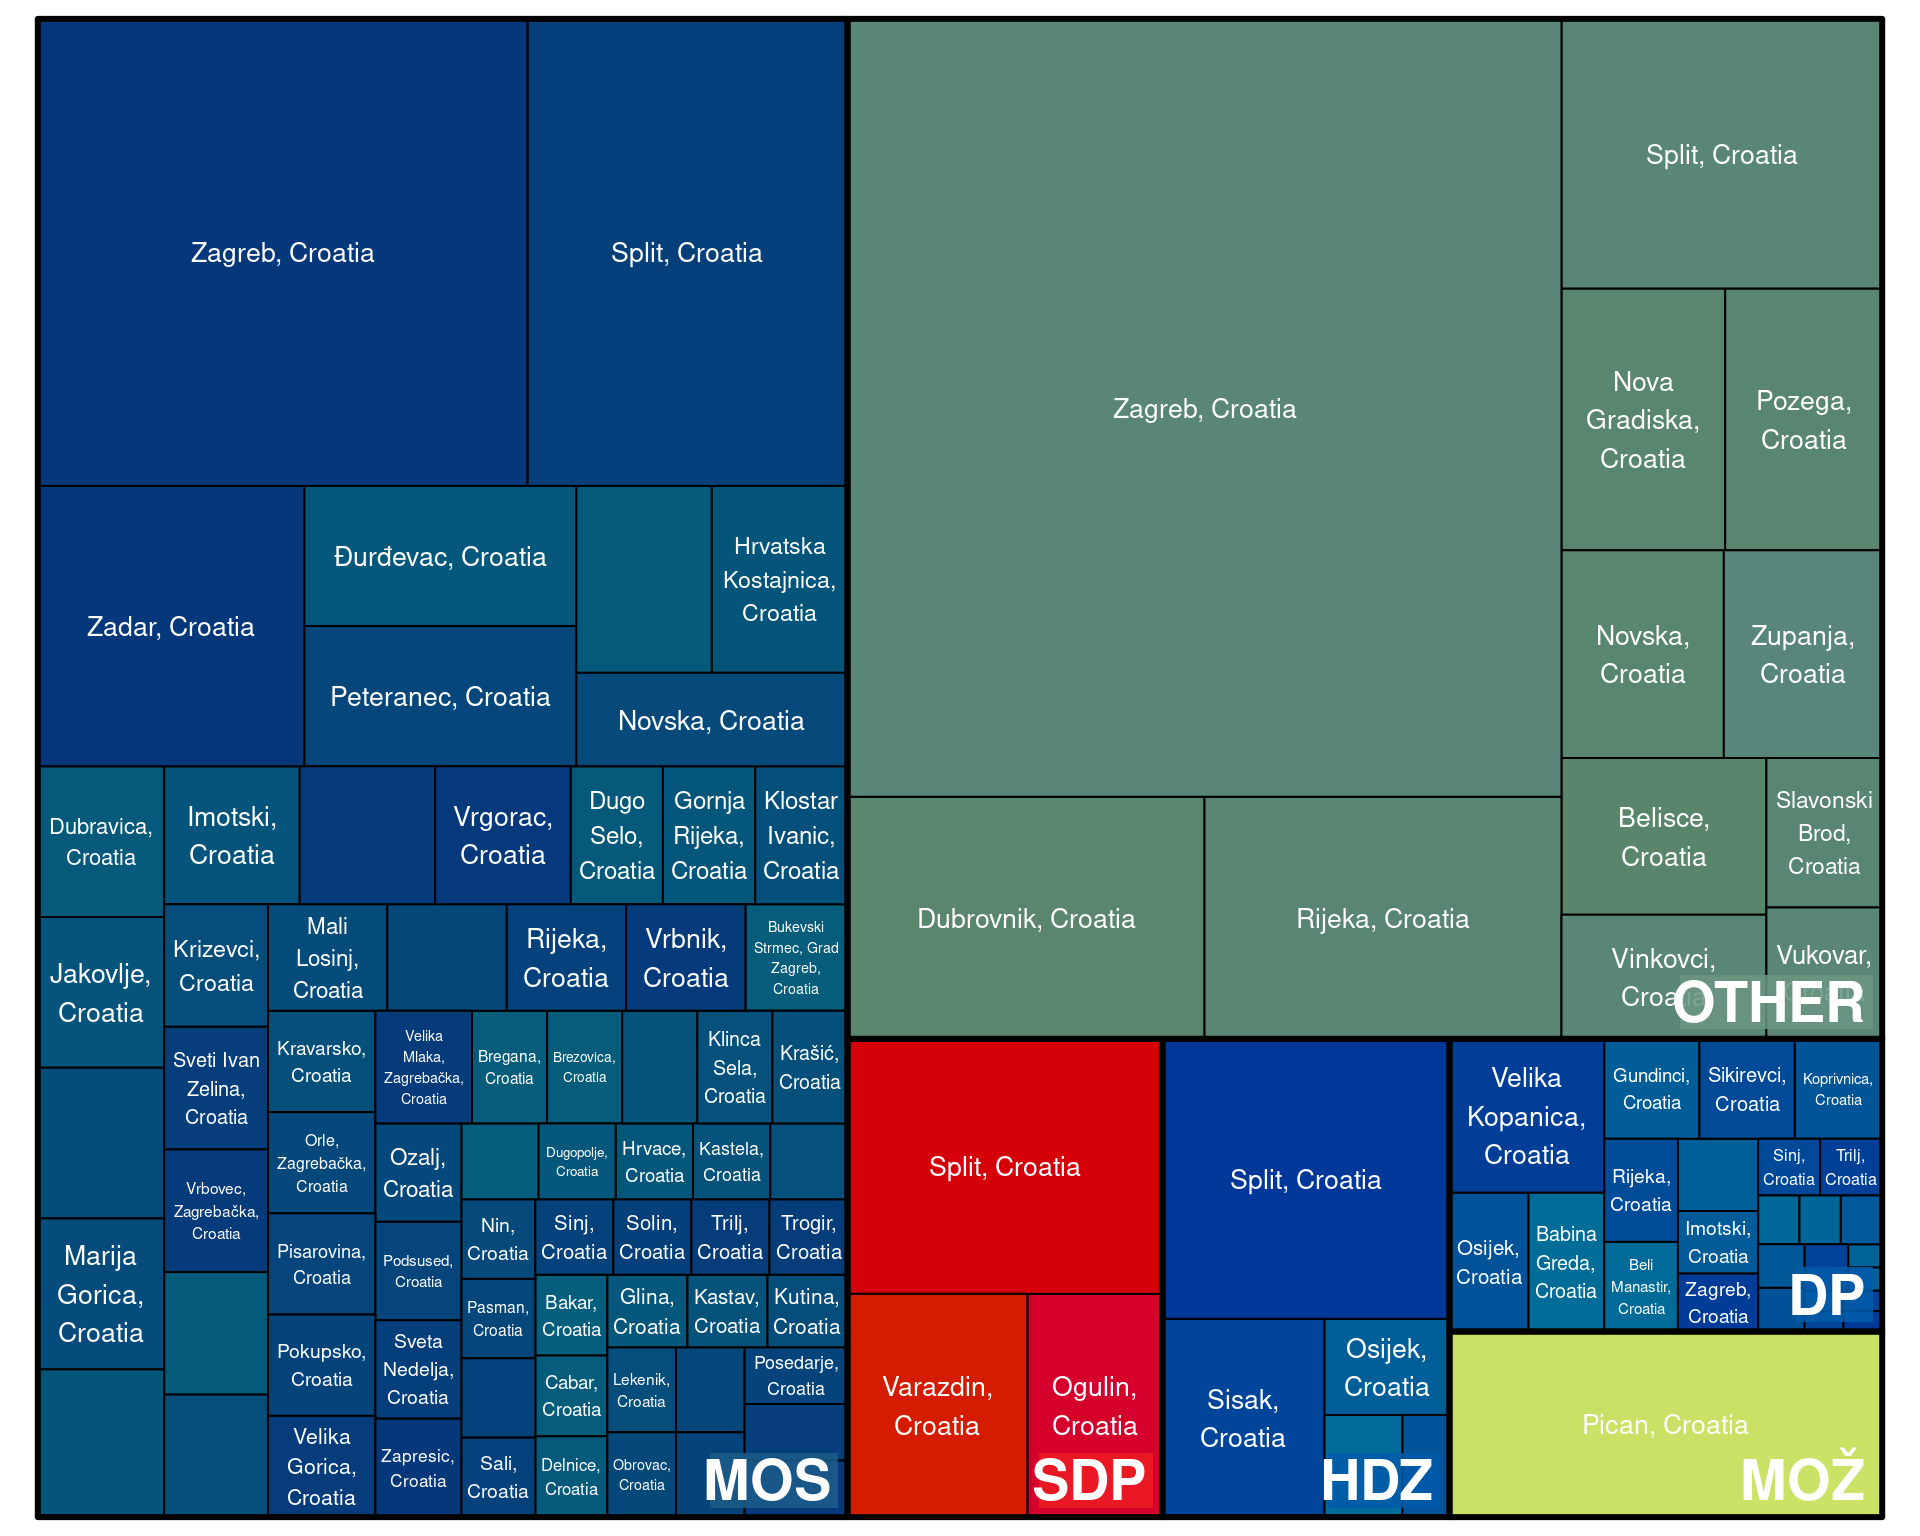 Zagreb, Croatia
Split, Croatia
Zadar, Croatia
Đurđevac, Croatia
Peteranec, Croatia
Hrvatska
Kostajnica,
Croatia
Novska, Croatia
Dubravica,
Croatia
Imotski,
Croatia
Vrgorac,
Croatia
Dugo
Selo,
Croatia
Gornja
Rijeka,
Croatia
Klostar
Ivanic,
Croatia
Jakovlje,
Croatia
Krizevci,
Croatia
Mali
Losinj,
Croatia
Rijeka,
Croatia
Vrbnik,
Croatia
Bukevski
Strmec, Grad
Zagreb,
Croatia
Sveti Ivan
Zelina,
Croatia
Kravarsko,
Croatia
Velika
Mlaka,
Zagrebačka,
Croatia
Bregana,
Croatia
Brezovica,
Croatia
Klinca
Sela,
Croatia
Krašić,
Croatia
Vrbovec,
Zagrebačka,
Croatia
Orle,
Zagrebačka,
Croatia
Ozalj,
Croatia
Dugopolje,
Croatia
Hrvace,
Croatia
Kastela,
Croatia
Marija
Gorica,
Croatia
Pisarovina,
Croatia
Podsused,
Croatia
Nin,
Croatia
Sinj,
Croatia
Solin,
Croatia
Trilj,
Croatia
Trogir,
Croatia
Pasman,
Croatia
Bakar,
Croatia
Glina,
Croatia
Kastav,
Croatia
Kutina,
Croatia
Pokupsko,
Croatia
Sveta
Nedelja,
Croatia
Cabar,
Croatia
Lekenik,
Croatia
Posedarje,
Croatia
Velika
Gorica,
Croatia
Zapresic,
Croatia
Sali,
Croatia
Delnice,
Croatia
Obrovac,
Croatia
MOS
Zagreb, Croatia
Split, Croatia
Nova
Gradiska,
Croatia
Pozega,
Croatia
Novska,
Croatia
Zupanja,
Croatia
Dubrovnik, Croatia
Rijeka, Croatia
Belisce,
Croatia
Slavonski
Brod,
Croatia
Vinkovci,
Croatia
Vukovar,
Croatia
OTHER
Split, Croatia
Varazdin,
Croatia
Ogulin,
Croatia
SDP
Split, Croatia
Sisak,
Croatia
Osijek,
Croatia
HDZ
Velika
Kopanica,
Croatia
Gundinci,
Croatia
Sikirevci,
Croatia
Koprivnica,
Croatia
Osijek,
Croatia
Babina
Greda,
Croatia
Rijeka,
Croatia
Beli
Manastir,
Croatia
Imotski,
Croatia
Zagreb,
Croatia
Sinj,
Croatia
Trilj,
Croatia
DP
Pican, Croatia
MOŽ